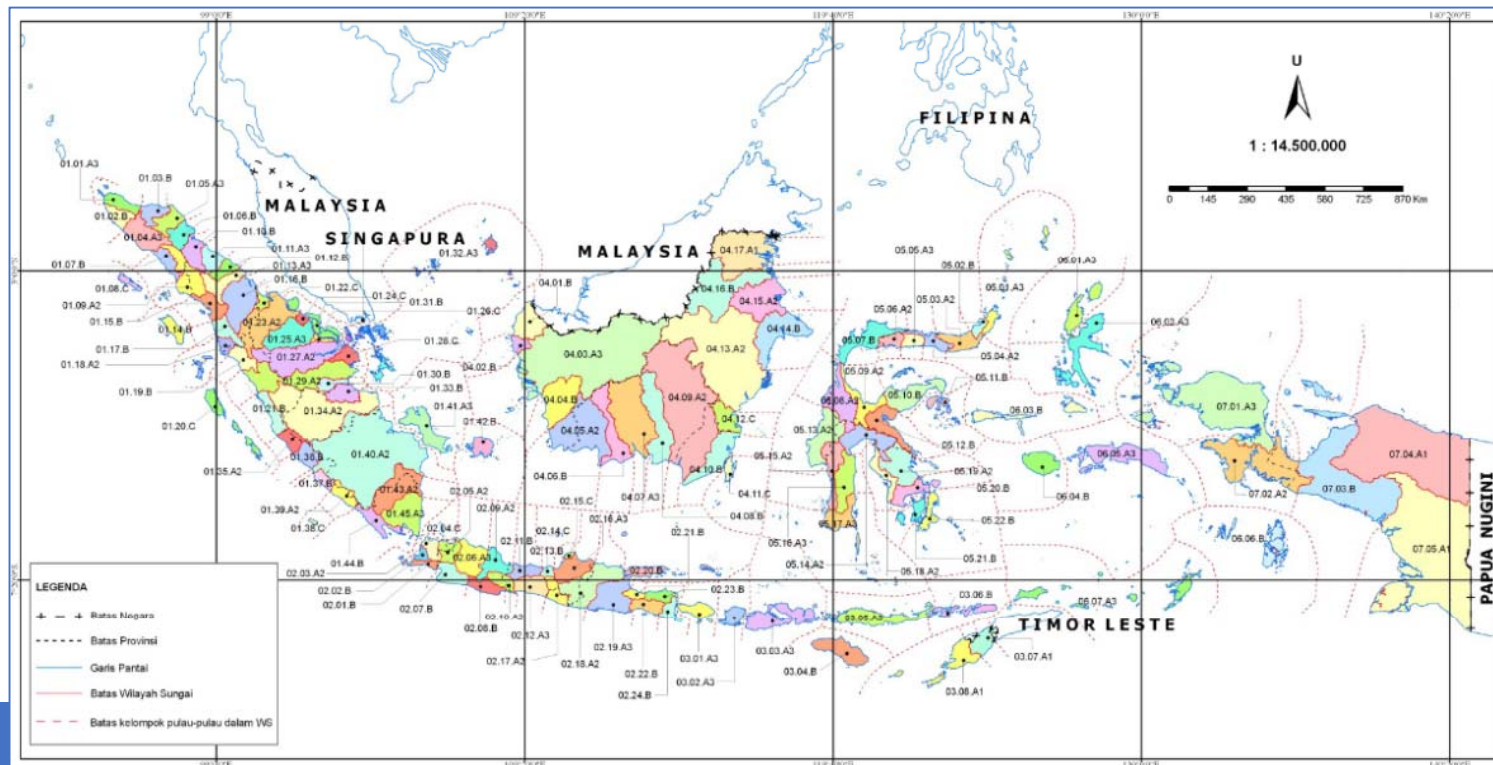 U
1 : 14.500.000
0 145 290 435 580 725 870 Km
FILIPINA
MALAYSIA
SINGAPURA
MALAYSIA
TIMOR LESTE
PAPUA NUGINI
01.01.A3
01.02.B
01.03.B
01.04.A3
01.05.A3
01.06.B
01.10.B
01.11.A3
01.12.B
01.13.A3
01.16.B
01.22.C
01.24.C
01.31.B
01.26.C
01.28.C
01.30.B
01.33.B
01.41.A3
01.42.B
01.32.A3
01.07.B
01.08.C
01.09.A2
01.15.B
01.14.B
01.17.B
01.18.A2
01.19.B
01.20.C
01.21.B
01.23.A2
01.25.A3
01.27.A2
01.29.A2
01.34.A2
01.35.A2
01.36.B
01.37.B
01.38.C
01.39.A2
01.40.A2
01.43.A2
01.44.B
01.45.A3
02.01.B
02.02.B
02.03.A2
02.04.C
02.05.A2
02.06.A3
02.07.B
02.08.B
02.09.A2
02.10.A3
02.11.B
02.12.A3
02.13.B
02.14.C
02.15.C
02.16.A3
02.17.A2
02.18.A2
02.19.A3
02.20.B
02.21.B
02.22.B
02.23.B
02.24.B
03.01.A3
03.02.A3
03.03.A3
03.04.B
03.05.A3
03.06.B
03.07.A1
03.08.A1
04.01.B
04.02.B
04.03.A3
04.04.B
04.05.A2
04.06.B
04.07.A3
04.08.B
04.09.A2
04.10.B
04.11.C
04.12.C
04.13.A2
04.14.B
04.15.A2
04.16.B
04.17.A1
05.01.A3
05.02.B
05.03.A2
05.04.A2
05.05.A3
05.06.A2
05.07.B
05.08.A2
05.09.A2
05.10.B
05.11.B
05.12.B
05.13.A2
05.14.A2
05.15.A2
05.16.A3
05.17.A3
05.18.A2
05.19.A2
05.20.B
05.21.B
05.22.B
06.01.A3
06.02.A3
06.03.B
06.04.B
06.05.A3
06.06.B
06.07.A3
07.01.A3
07.02.A2
07.03.B
07.04.A1
07.05.A1
LEGENDA
Batas Negara
Batas Provinsi
Garis Pantai
Batas Wilayah Sungai
Batas kelompok pulau-pulau dalam WS